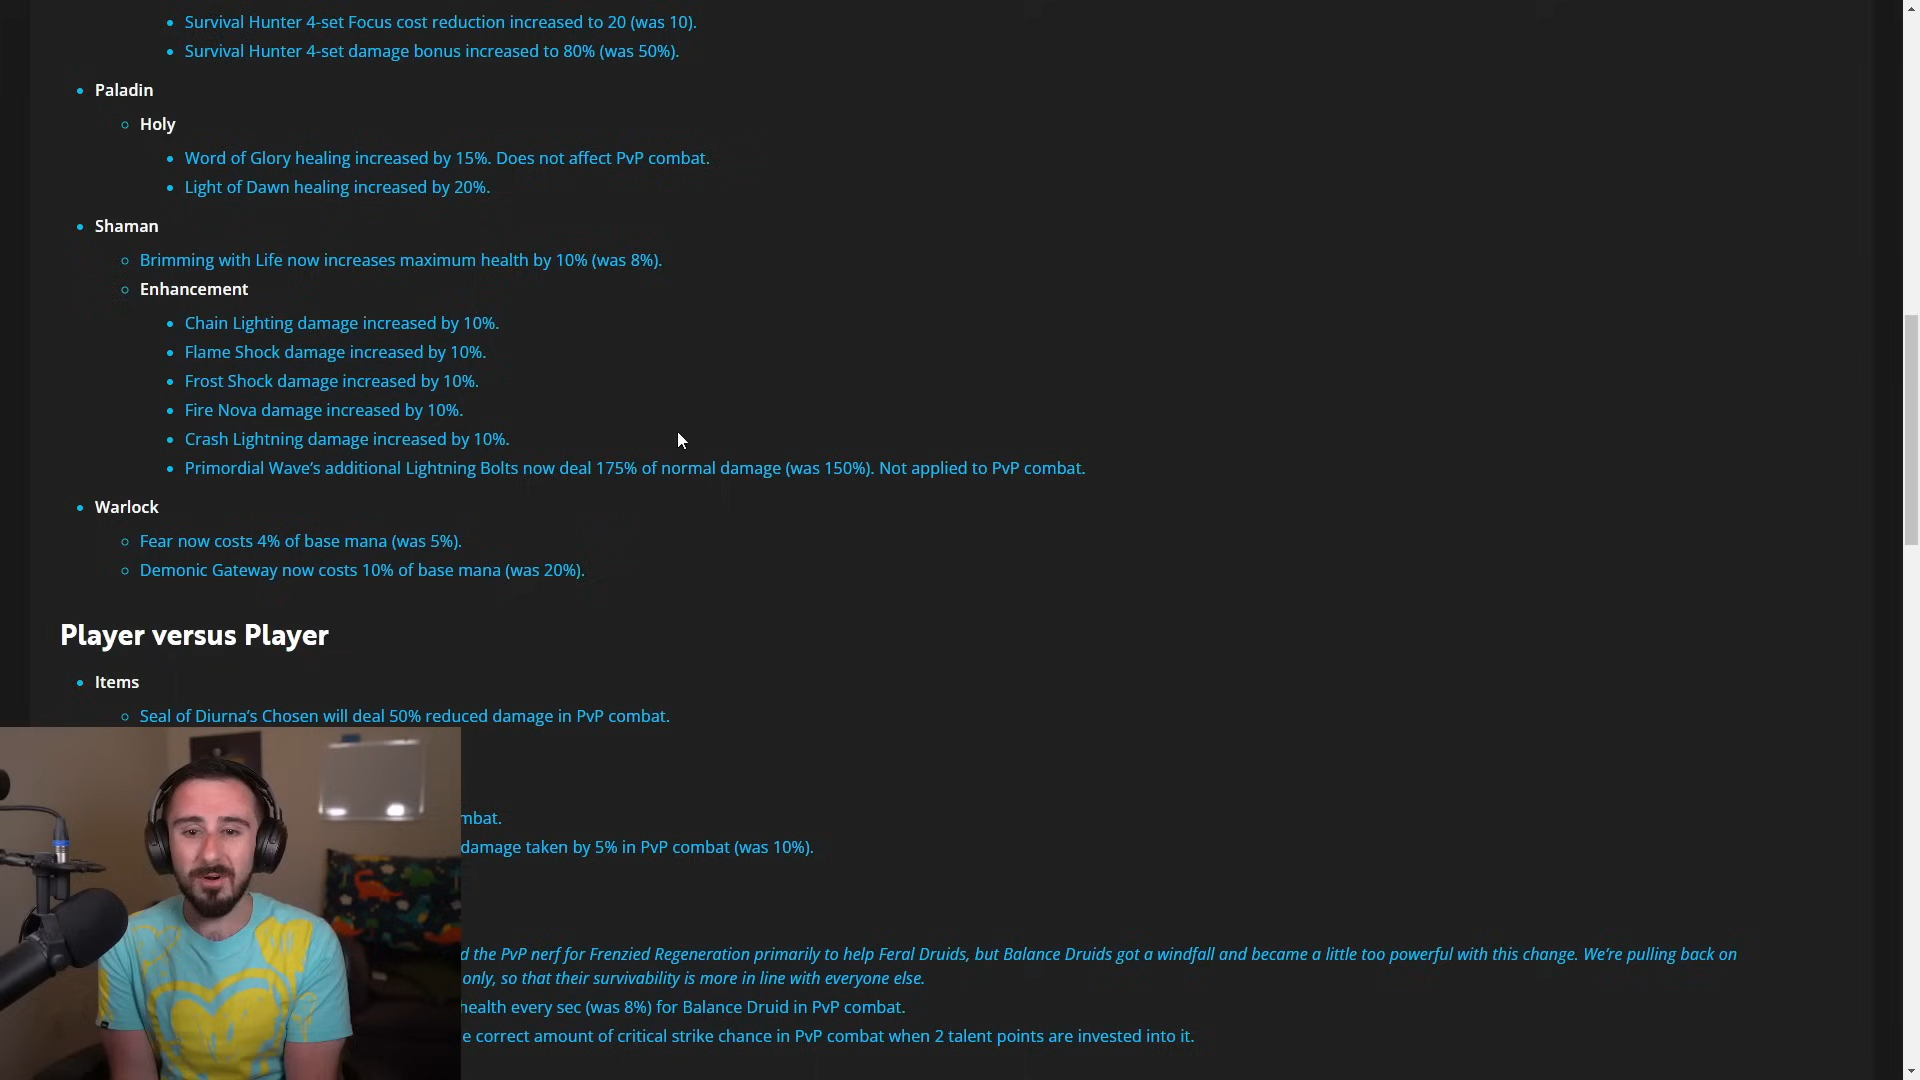 Survival Hunter 4-set Focus cost reduction increased to 20 (was 10).
Survival Hunter 4-set damage bonus increased to 80% (was 50%).
Paladin
Holy
Word of Glory healing increased by 15%. Does not affect PvP combat.
Light of Dawn healing increased by 20%.
Shaman
Brimming with Life now increases maximum health by 10% (was 8%).
Enhancement
Chain Lighting damage increased by 10%.
Flame Shock damage increased by 10%.
Frost Shock damage increased by 10%.
Fire Nova damage increased by 10%.
Crash Lightning damage increased by 10%.
Primordial Wave's additional Lightning Bolts now deal 175% of normal damage (was 150%). Not applied to PvP combat.
Warlock
Fear now costs 4% of base mana (was 5%).
Demonic Gateway now costs 10% of base mana (was 20%).
Player versus Player
Items
Seal of Diurna's Chosen will deal 50% reduced damage in PvP combat.
mbat.
damage taken by 5% in PvP combat (was 10%).
d the PvP nerf for Frenzied Regeneration primarily to help Feral Druids, but Balance Druids got a windfall and became a little too powerful with this change. We're pulling back on
only, so that their survivability is more in line with everyone else.
health every sec (was 8%) for Balance Druid in PvP combat.
e correct amount of critical strike chance in PvP combat when 2 talent points are invested into it.